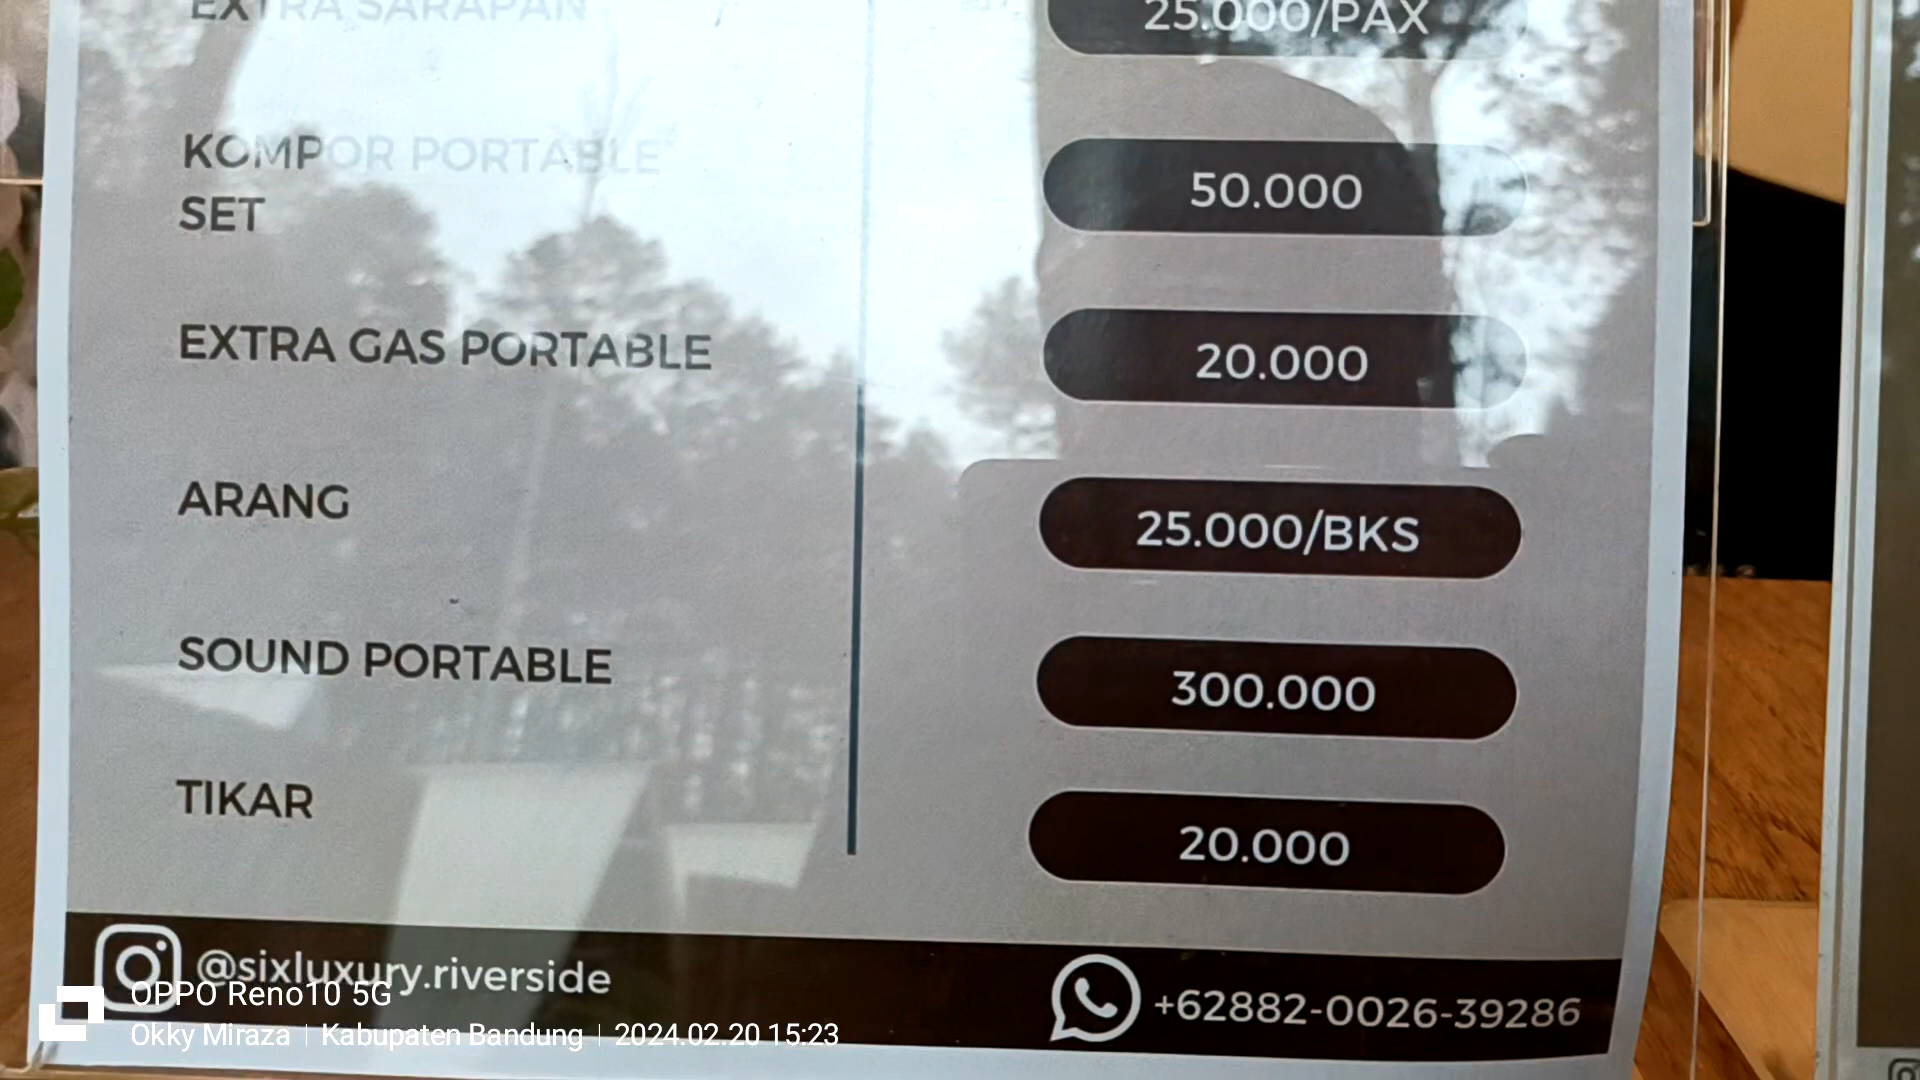 EXTRA SARAPAN
25.000/PAX
KOMPOR PORTABLE
SET
50.000
EXTRA GAS PORTABLE
20.000
ARANG
25.000/BKS
SOUND PORTABLE
300.000
TIKAR
20.000
@sixluxury.riverside
+62882-0026-39286
OPPO Reno10 5G
Okky Miraza | Kabupaten Bandung | 2024.02.20 15:23